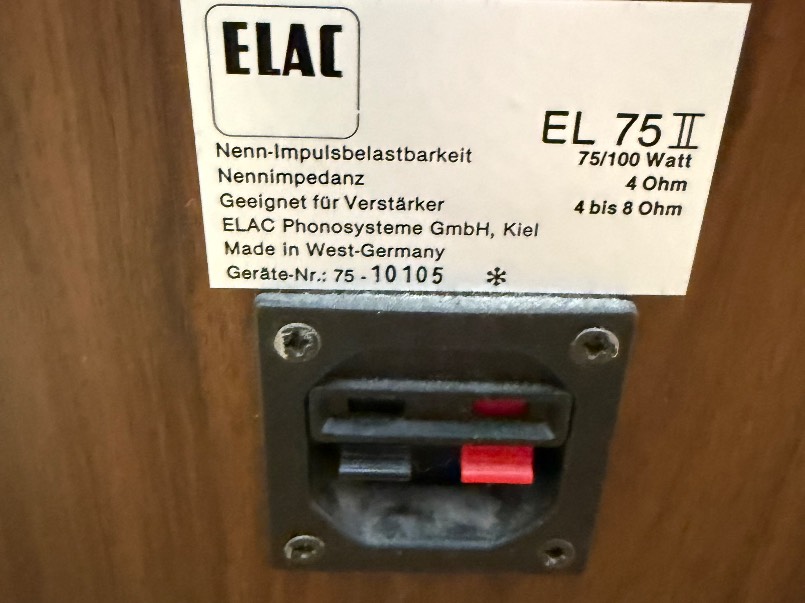 ELAC
EL 75 II
Nenn-Impulsbelastbarkeit 75/100 Watt
Nennimpedanz 4 Ohm
Geeignet für Verstärker 4 bis 8 Ohm
ELAC Phonosysteme GmbH, Kiel
Made in West-Germany
Geräte-Nr.: 75 - 10105 *